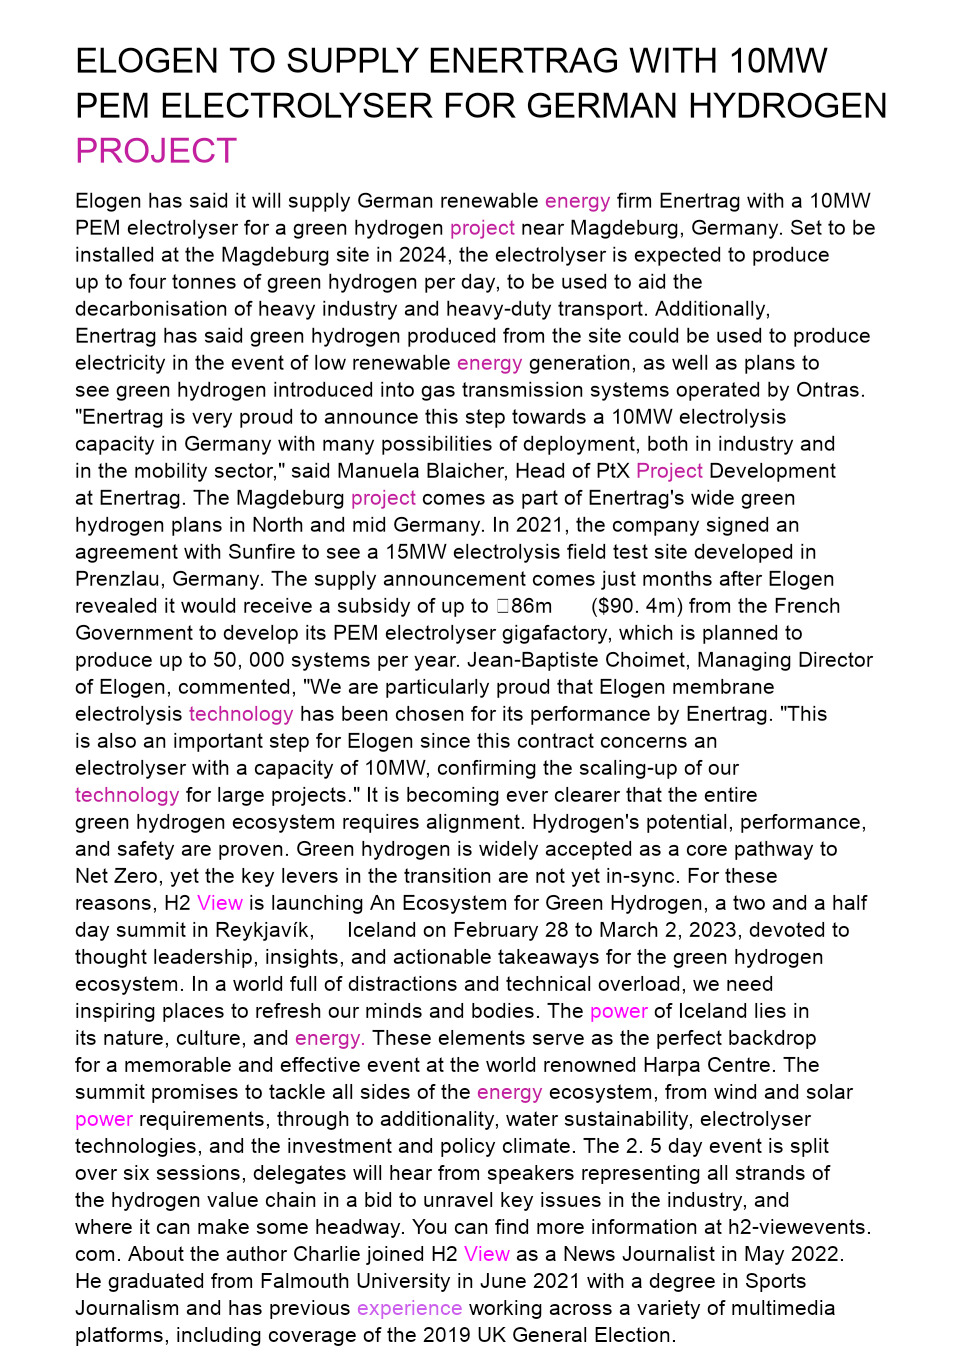 ELOGEN TO SUPPLY ENERTRAG WITH 10MW
PEM ELECTROLYSER FOR GERMAN HYDROGEN
PROJECT
Elogen has said it will supply German renewable energy firm Enertrag with a 10MW
PEM electrolyser for a green hydrogen project near Magdeburg, Germany. Set to be
installed at the Magdeburg site in 2024, the electrolyser is expected to produce
up to four tonnes of green hydrogen per day, to be used to aid the
decarbonisation of heavy industry and heavy-duty transport. Additionally,
Enertrag has said green hydrogen produced from the site could be used to produce
electricity in the event of low renewable energy generation, as well as plans to
see green hydrogen introduced into gas transmission systems operated by Ontras.
"Enertrag is very proud to announce this step towards a 10MW electrolysis
capacity in Germany with many possibilities of deployment, both in industry and
in the mobility sector," said Manuela Blaicher, Head of PtX Project Development
at Enertrag. The Magdeburg project comes as part of Enertrag's wide green
hydrogen plans in North and mid Germany. In 2021, the company signed an
agreement with Sunfire to see a 15MW electrolysis field test site developed in
Prenzlau, Germany. The supply announcement comes just months after Elogen
revealed it would receive a subsidy of up to 86m ($90. 4m) from the French
Government to develop its PEM electrolyser gigafactory, which is planned to
produce up to 50, 000 systems per year. Jean-Baptiste Choimet, Managing Director
of Elogen, commented, "We are particularly proud that Elogen membrane
electrolysis technology has been chosen for its performance by Enertrag. "This
is also an important step for Elogen since this contract concerns an
electrolyser with a capacity of 10MW, confirming the scaling-up of our
technology for large projects." It is becoming ever clearer that the entire
green hydrogen ecosystem requires alignment. Hydrogen's potential, performance,
and safety are proven. Green hydrogen is widely accepted as a core pathway to
Net Zero, yet the key levers in the transition are not yet in-sync. For these
reasons, H2 View is launching An Ecosystem for Green Hydrogen, a two and a half
day summit in Reykjavík, Iceland on February 28 to March 2, 2023, devoted to
thought leadership, insights, and actionable takeaways for the green hydrogen
ecosystem. In a world full of distractions and technical overload, we need
inspiring places to refresh our minds and bodies. The power of Iceland lies in
its nature, culture, and energy. These elements serve as the perfect backdrop
for a memorable and effective event at the world renowned Harpa Centre. The
summit promises to tackle all sides of the energy ecosystem, from wind and solar
power requirements, through to additionality, water sustainability, electrolyser
technologies, and the investment and policy climate. The 2. 5 day event is split
over six sessions, delegates will hear from speakers representing all strands of
the hydrogen value chain in a bid to unravel key issues in the industry, and
where it can make some headway. You can find more information at h2-viewevents.
com. About the author Charlie joined H2 View as a News Journalist in May 2022.
He graduated from Falmouth University in June 2021 with a degree in Sports
Journalism and has previous experience working across a variety of multimedia
platforms, including coverage of the 2019 UK General Election.